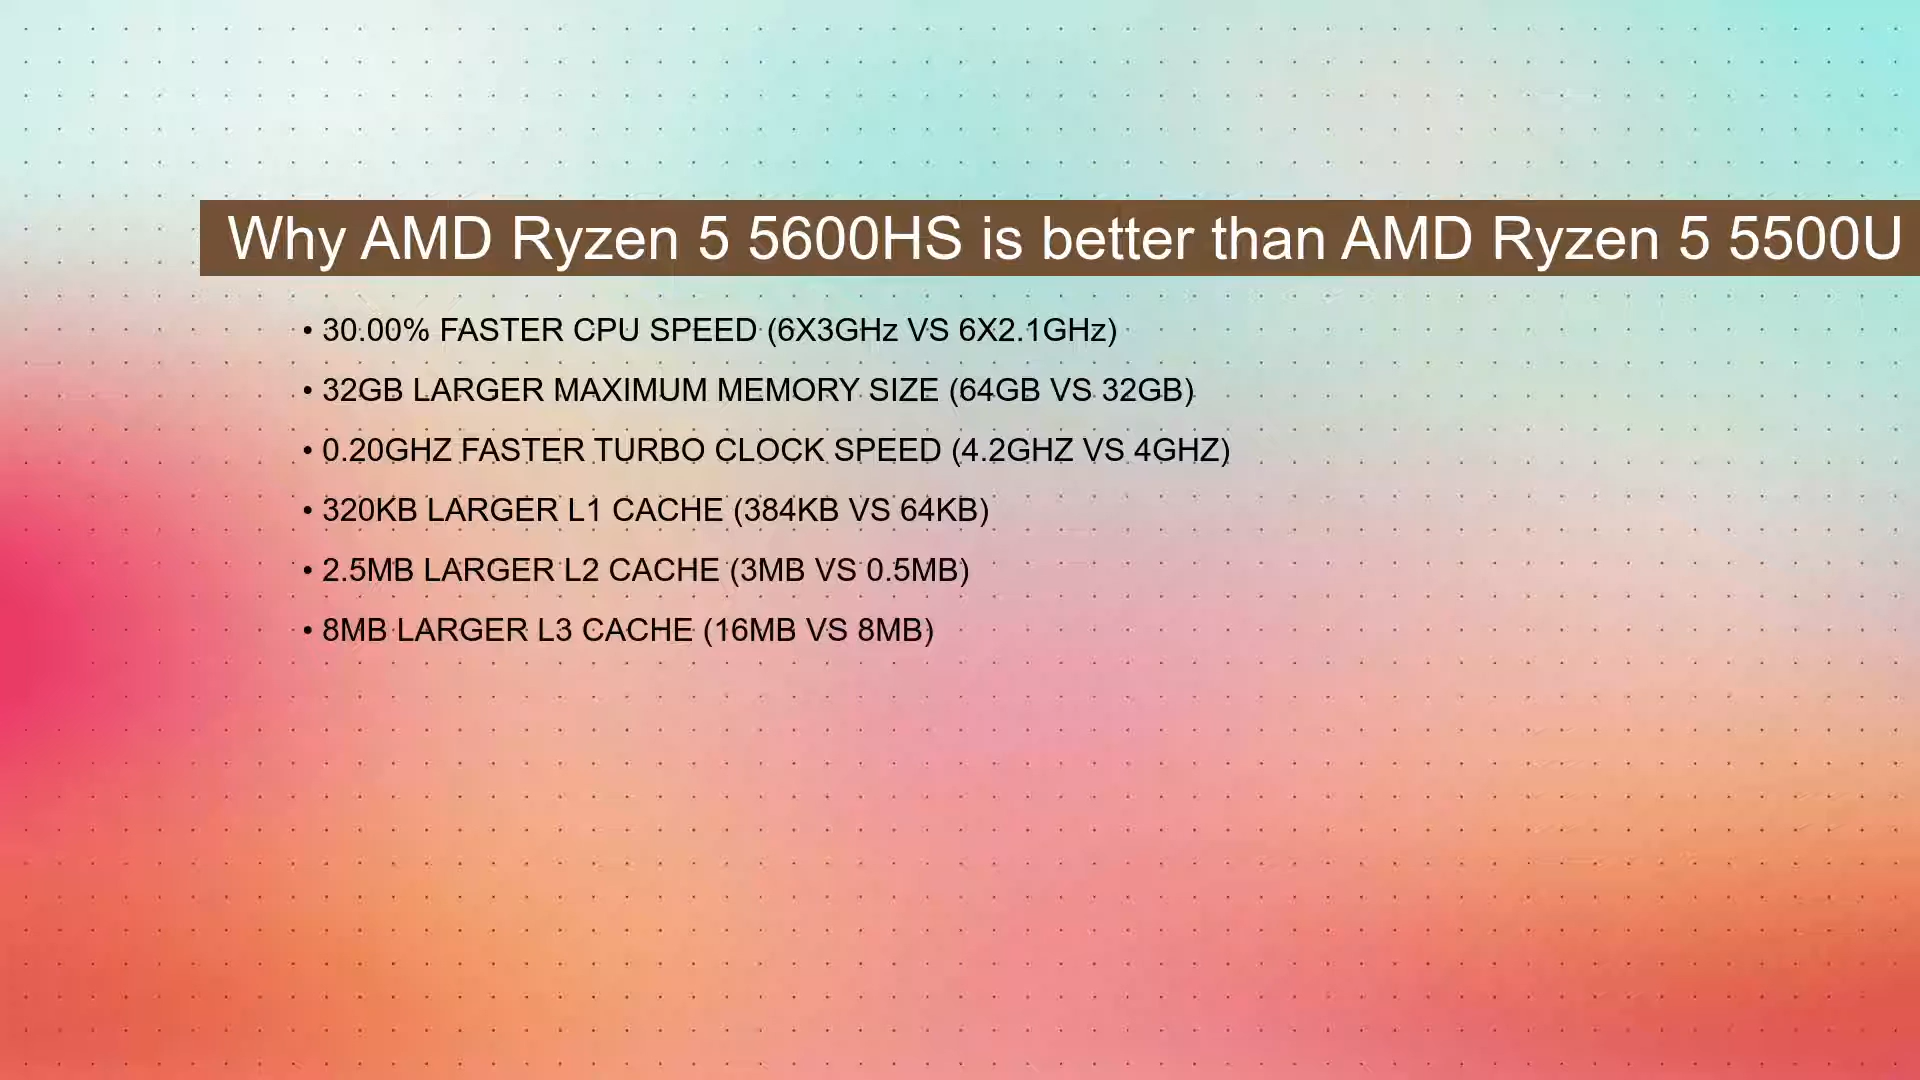 Why AMD Ryzen 5 5600HS is better than AMD Ryzen 5 5500U
• 30.00% FASTER CPU SPEED (6X3GHz VS 6X2.1GHz)
• 32GB LARGER MAXIMUM MEMORY SIZE (64GB VS 32GB)
• 0.20GHZ FASTER TURBO CLOCK SPEED (4.2GHZ VS 4GHZ)
• 320KB LARGER L1 CACHE (384KB VS 64KB)
• 2.5MB LARGER L2 CACHE (3MB VS 0.5MB)
• 8MB LARGER L3 CACHE (16MB VS 8MB)